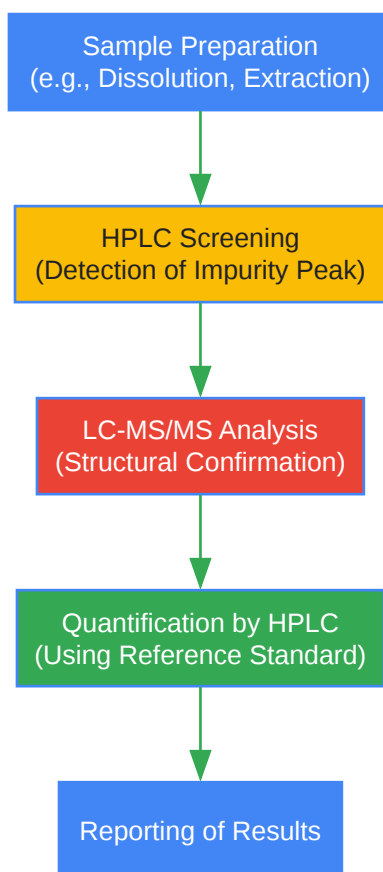 Sample Preparation
(e.g., Dissolution, Extraction)
HPLC Screening
(Detection of Impurity Peak)
LC-MS/MS Analysis
(Structural Confirmation)
Quantification by HPLC
(Using Reference Standard)
Reporting of Results